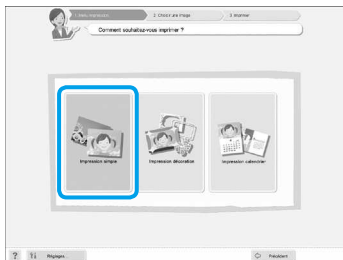 1. Menu impression
2. Choisir une image
3. Imprimer
Comment souhaitez-vous imprimer ?
Impression simple
Impression décoration
Impression calendrier
?
Réglages...
Précédent